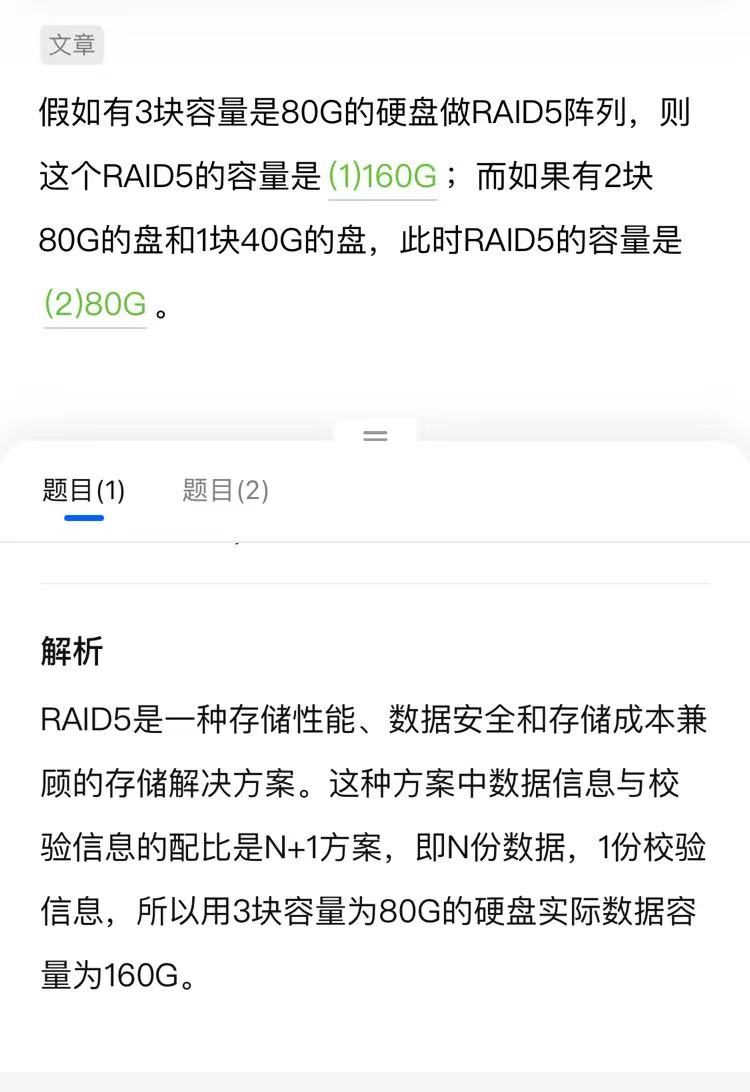 文章
假如有3块容量是80G的硬盘做RAID5阵列，则
这个RAID5的容量是(1)160G；而如果有2块
80G的盘和1块40G的盘，此时RAID5的容量是
(2)80G。
题目(1) 题目(2)
解析
RAID5是一种存储性能、数据安全和存储成本兼
顾的存储解决方案。这种方案中数据信息与校
验信息的配比是N+1方案，即N份数据，1份校验
信息，所以用3块容量为80G的硬盘实际数据容
量为160G。